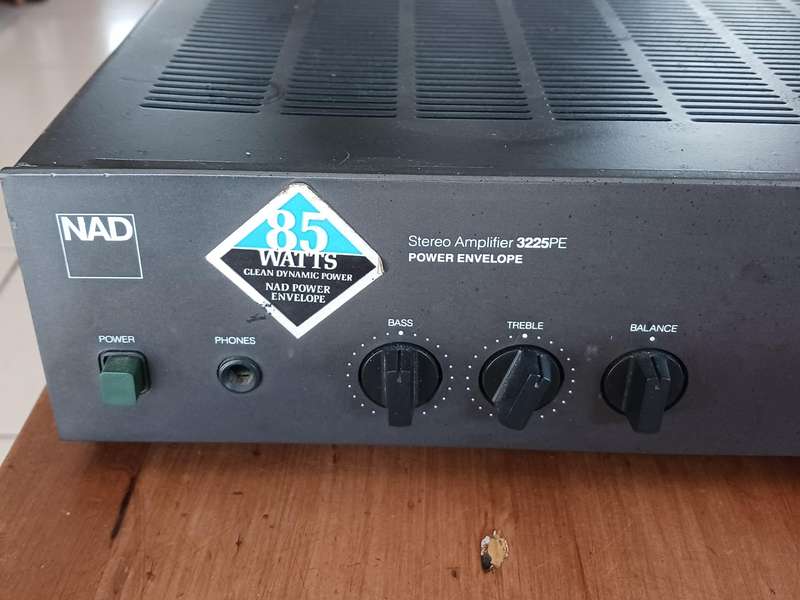 NAD
85
WATTS
CLEAN DYNAMIC POWER
NAD POWER
ENVELOPE
Stereo Amplifier 3225PE
POWER ENVELOPE
POWER
PHONES
BASS
TREBLE
BALANCE